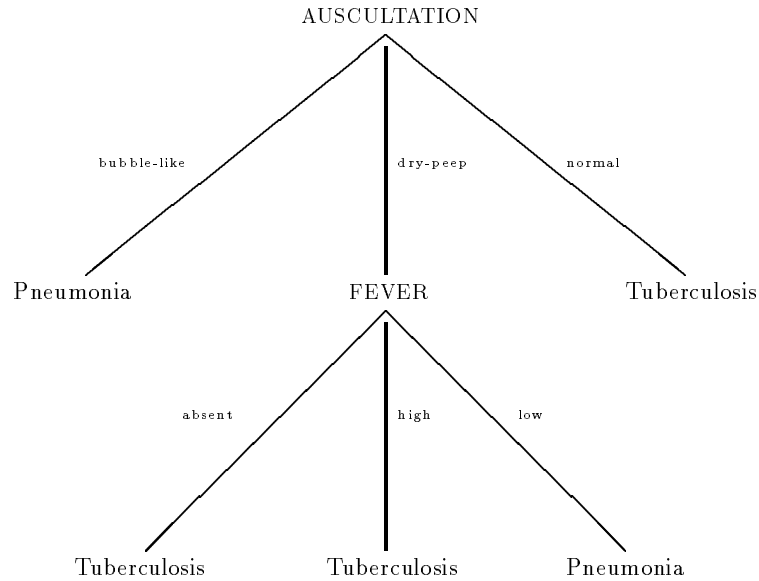 AUSCULTATION
bubble-like dry-peep normal
Pneumonia FEVER Tuberculosis
absent high low
Tuberculosis Tuberculosis Pneumonia